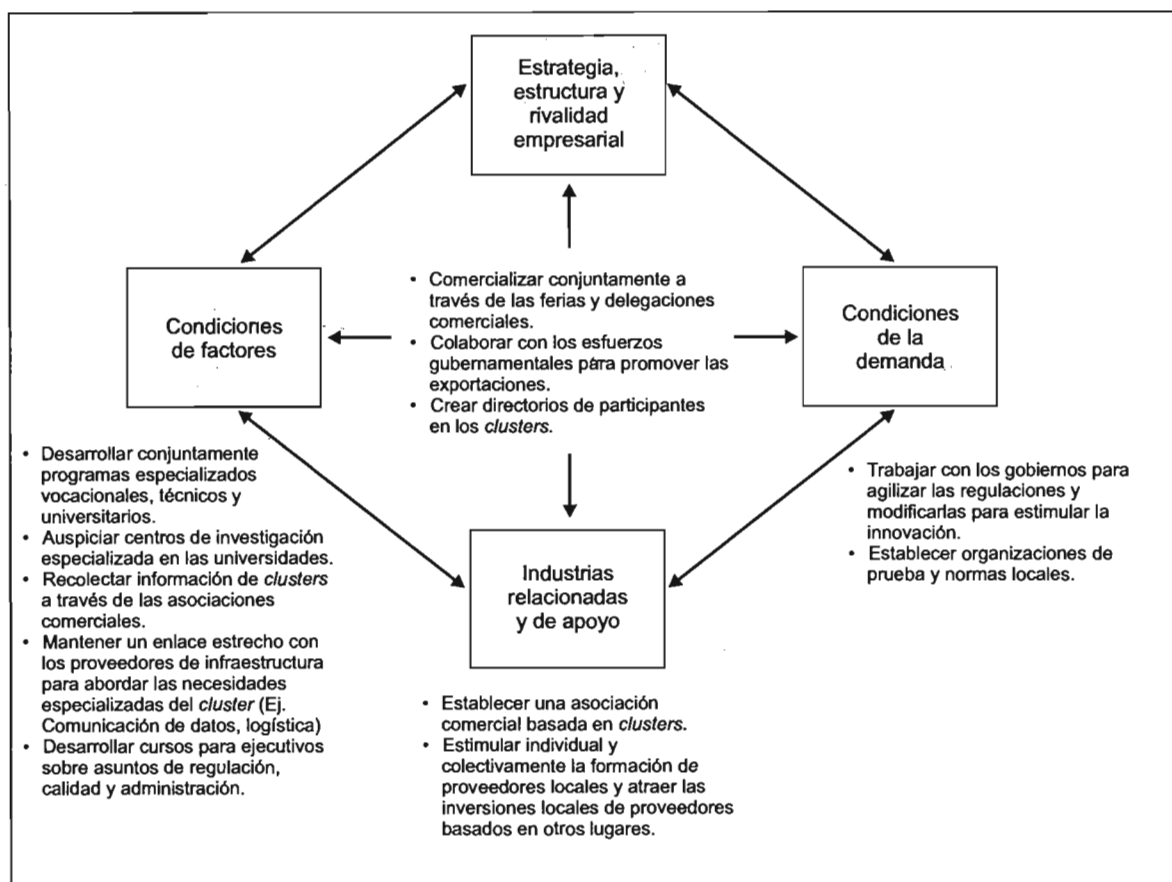 Estrategia,
estructura y
rivalidad
empresarial
Condiciones
de factores
• Comercializar conjuntamente a
través de las ferias y delegaciones
comerciales.
• Colaborar con los esfuerzos
gubernamentales para promover las
exportaciones.
• Crear directorios de participantes
en los clusters.
Condiciones
de la
demanda
• Desarrollar conjuntamente
programas especializados
vocacionales, técnicos y
universitarios.
• Auspiciar centros de investigación
especializada en las universidades.
• Recolectar información de clusters
a través de las asociaciones
comerciales.
• Mantener un enlace estrecho con
los proveedores de infraestructura
para abordar las necesidades
especializadas del cluster (Ej.
Comunicación de datos, logística)
• Desarrollar cursos para ejecutivos
sobre asuntos de regulación,
calidad y administración.
Industrias
relacionadas
y de apoyo
• Establecer una asociación
comercial basada en clusters.
• Estimular individual y
colectivamente la formación de
proveedores locales y atraer las
inversiones locales de proveedores
basados en otros lugares.
• Trabajar con los gobiernos para
agilizar las regulaciones y
modificarlas para estimular la
innovación.
• Establecer organizaciones de
prueba y normas locales.